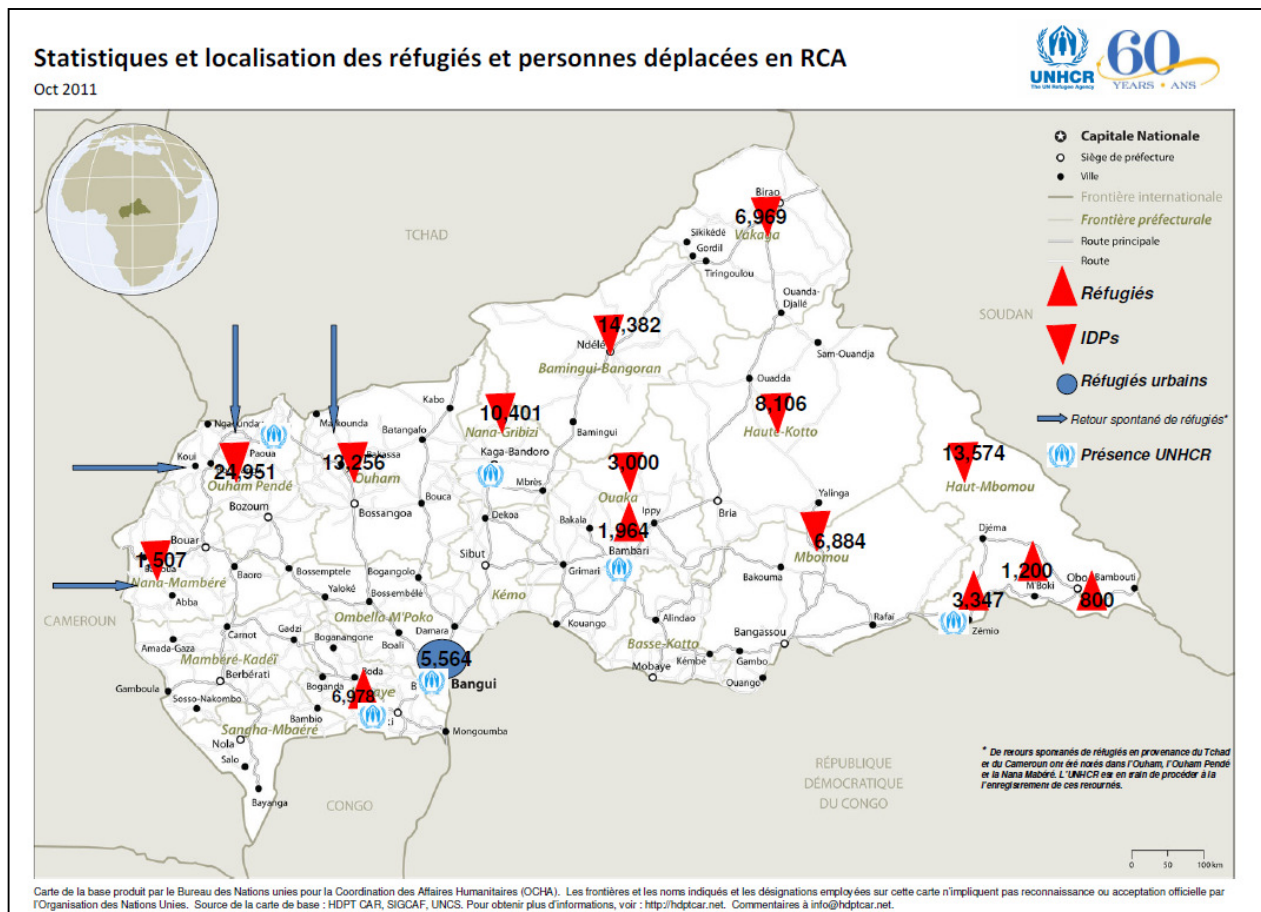 Statistiques et localisation des réfugiés et personnes déplacées en RCA
Oct 2011
UNHCR
The UN Refugee Agency
60
YEARS • ANS
Capitale Nationale
Siège de préfecture
Ville
Frontière internationale
Frontière préfecturale
Route principale
Route
Réfugiés
IDPs
Réfugiés urbains
Retour spontané de réfugiés*
Présence UNHCR
TCHAD
SOUDAN
CAMEROUN
CONGO
RÉPUBLIQUE
DÉMOCRATIQUE
DU CONGO
Birao
6,969
Vakaga
Sikikédé
Gordil
Tiringoulou
Ouanda-
Djallé
14,382
Ndélé
Bamingui-Bangoran
Sam-Ouandja
Ouadda
8,106
Haute-Kotto
Kabo
10,401
Nana-Gribizi
Kaga-Bandoro
Bamingui
Batangafo
Markounda
13,256
Ouham
Paoua
Koui
24,951
Ouham Pendé
Bozoum
Bossangoa
Bouca
Mbrès
3,000
Ouaka
1,964
Bambari
Bakala
Ippy
Bria
Yalinga
13,574
Haut-Mbomou
6,884
Mbomou
Djéma
1,200
M'Boki
Obo
Bambouti
800
3,347
Zémio
Dekoa
Sibut
Grimari
Kémo
Bakouma
Bouar
1,507
Nana-Mambéré
Abba
Baoro
Bossemptele
Yaloké
Bogangolo
Bossembélé
Ombella M'Poko
Damara
Boali
Kouango
Alindao
Basse-Kotto
Mobaye
Kémbé
Gambo
Ouango
Bangassou
Rafaï
Amada-Gaza
Carnot
Gadzi
Boganangone
Mambéré-Kadéï
Berbérati
Gamboula
Sosso-Nakombo
Boganda
Boda
Bambio
6,978
5,564
Bangui
Mongoumba
Sangha-Mbaéré
Nola
Salo
Bayanga
* De retours spontanés de réfugiés en provenance du Tchad
et du Cameroun ont été notés dans l'Ouham, l'Ouham Pendé
et la Nana Mabéré. L'UNHCR est en train de procéder à la
l'enregistrement de ces retournés.
0 50 100km
Carte de la base produit par le Bureau des Nations unies pour la Coordination des Affaires Humanitaires (OCHA). Les frontières et les noms indiqués et les désignations employées sur cette carte n'impliquent pas reconnaissance ou acceptation officielle par
l'Organisation des Nations Unies. Source de la carte de base : HDPT CAR, SIGCAF, UNCS. Pour obtenir plus d'informations, voir : http://hdptcar.net. Commentaires à info@hdptcar.net.